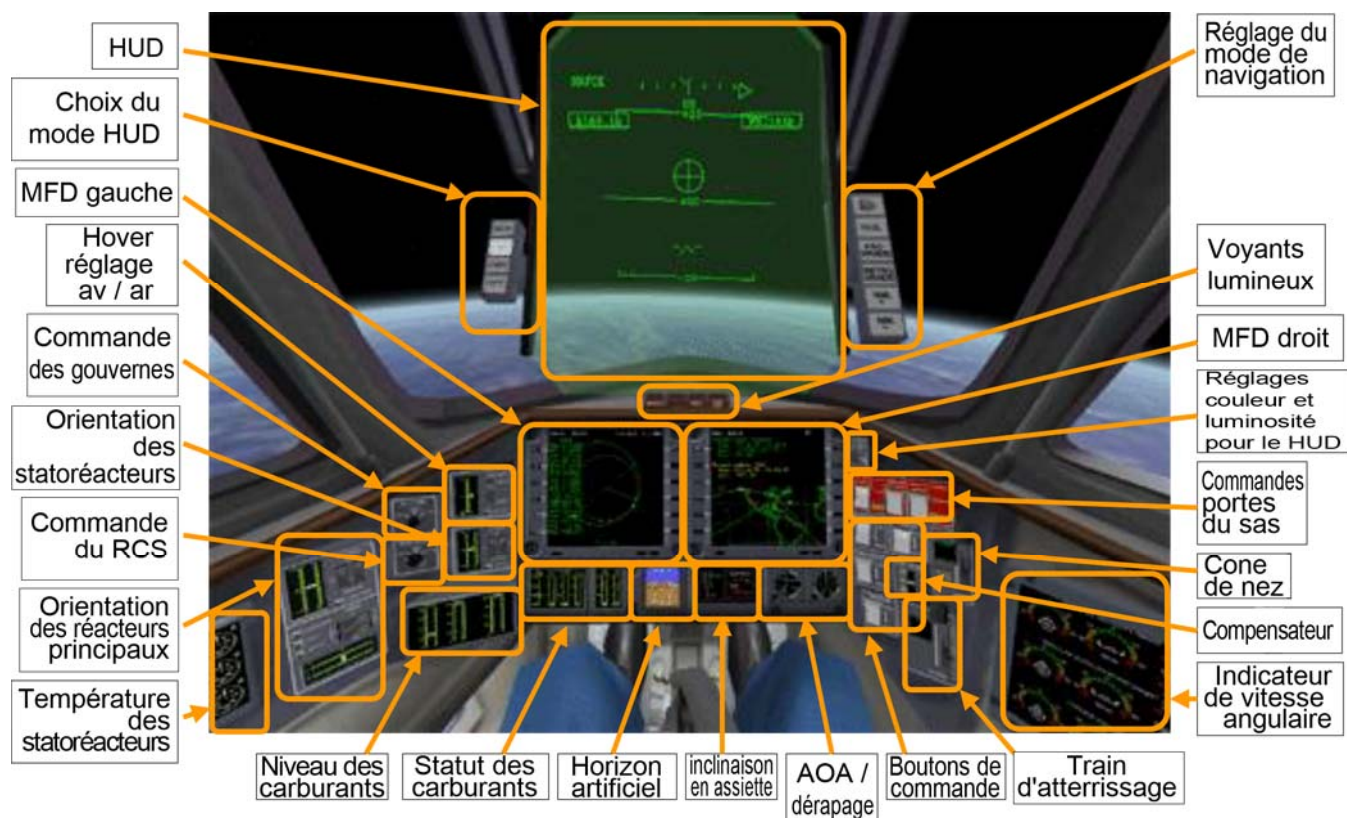 HUD
Choix du
mode HUD
MFD gauche
Hover
réglage
av / ar
Commande
des gouvernes
Orientation
des
statoréacteurs
Commande
du RCS
Orientation
des réacteurs
principaux
Température
des
statoréacteurs
Niveau des
carburants
Statut des
carburants
Horizon
artificiel
inclinaison
en assiette
AOA /
dérapage
Boutons de
commande
Train
d'atterrissage
Réglage du
mode de
navigation
Voyants
lumineux
MFD droit
Réglages
couleur et
luminosité
pour le HUD
Commandes
portes
du sas
Cone
de nez
Compensateur
Indicateur
de vitesse
angulaire